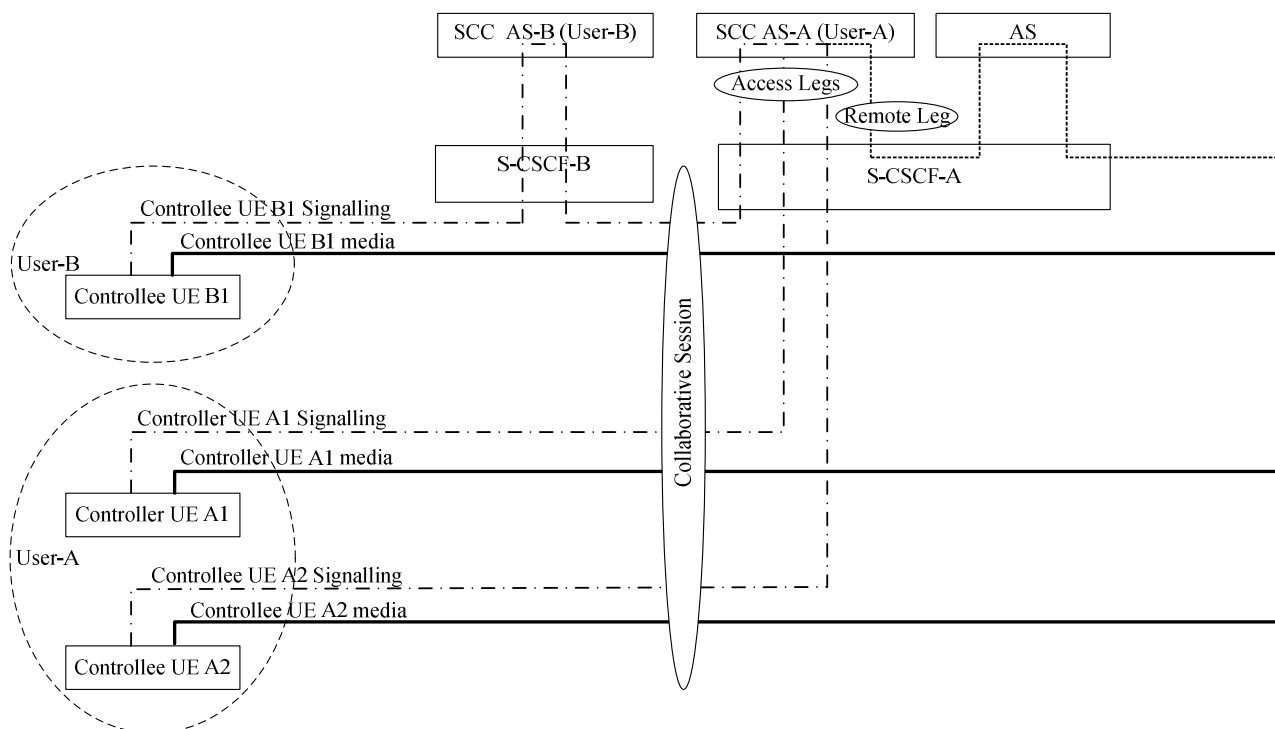 SCC AS-B (User-B)
SCC AS-A (User-A)
AS
Access Legs
Remote Leg
S-CSCF-B
S-CSCF-A
Controllee UE B1 Signalling
Controllee UE B1 media
User-B
Controllee UE B1
Collaborative Session
Controller UE A1 Signalling
Controller UE A1 media
Controller UE A1
User-A
Controllee UE A2 Signalling
Controllee UE A2 media
Controllee UE A2